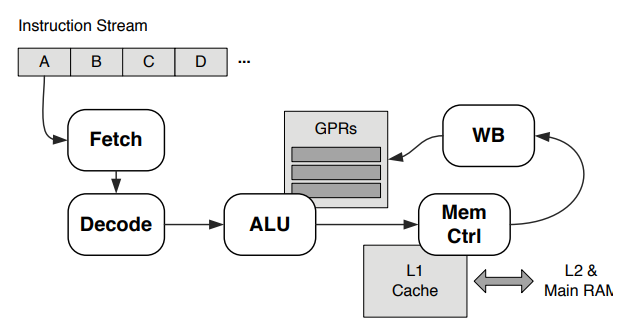 Instruction Stream
A B C D ...
Fetch
GPRs
WB
Decode
ALU
Mem
Ctrl
L1
Cache
L2 &
Main RAM